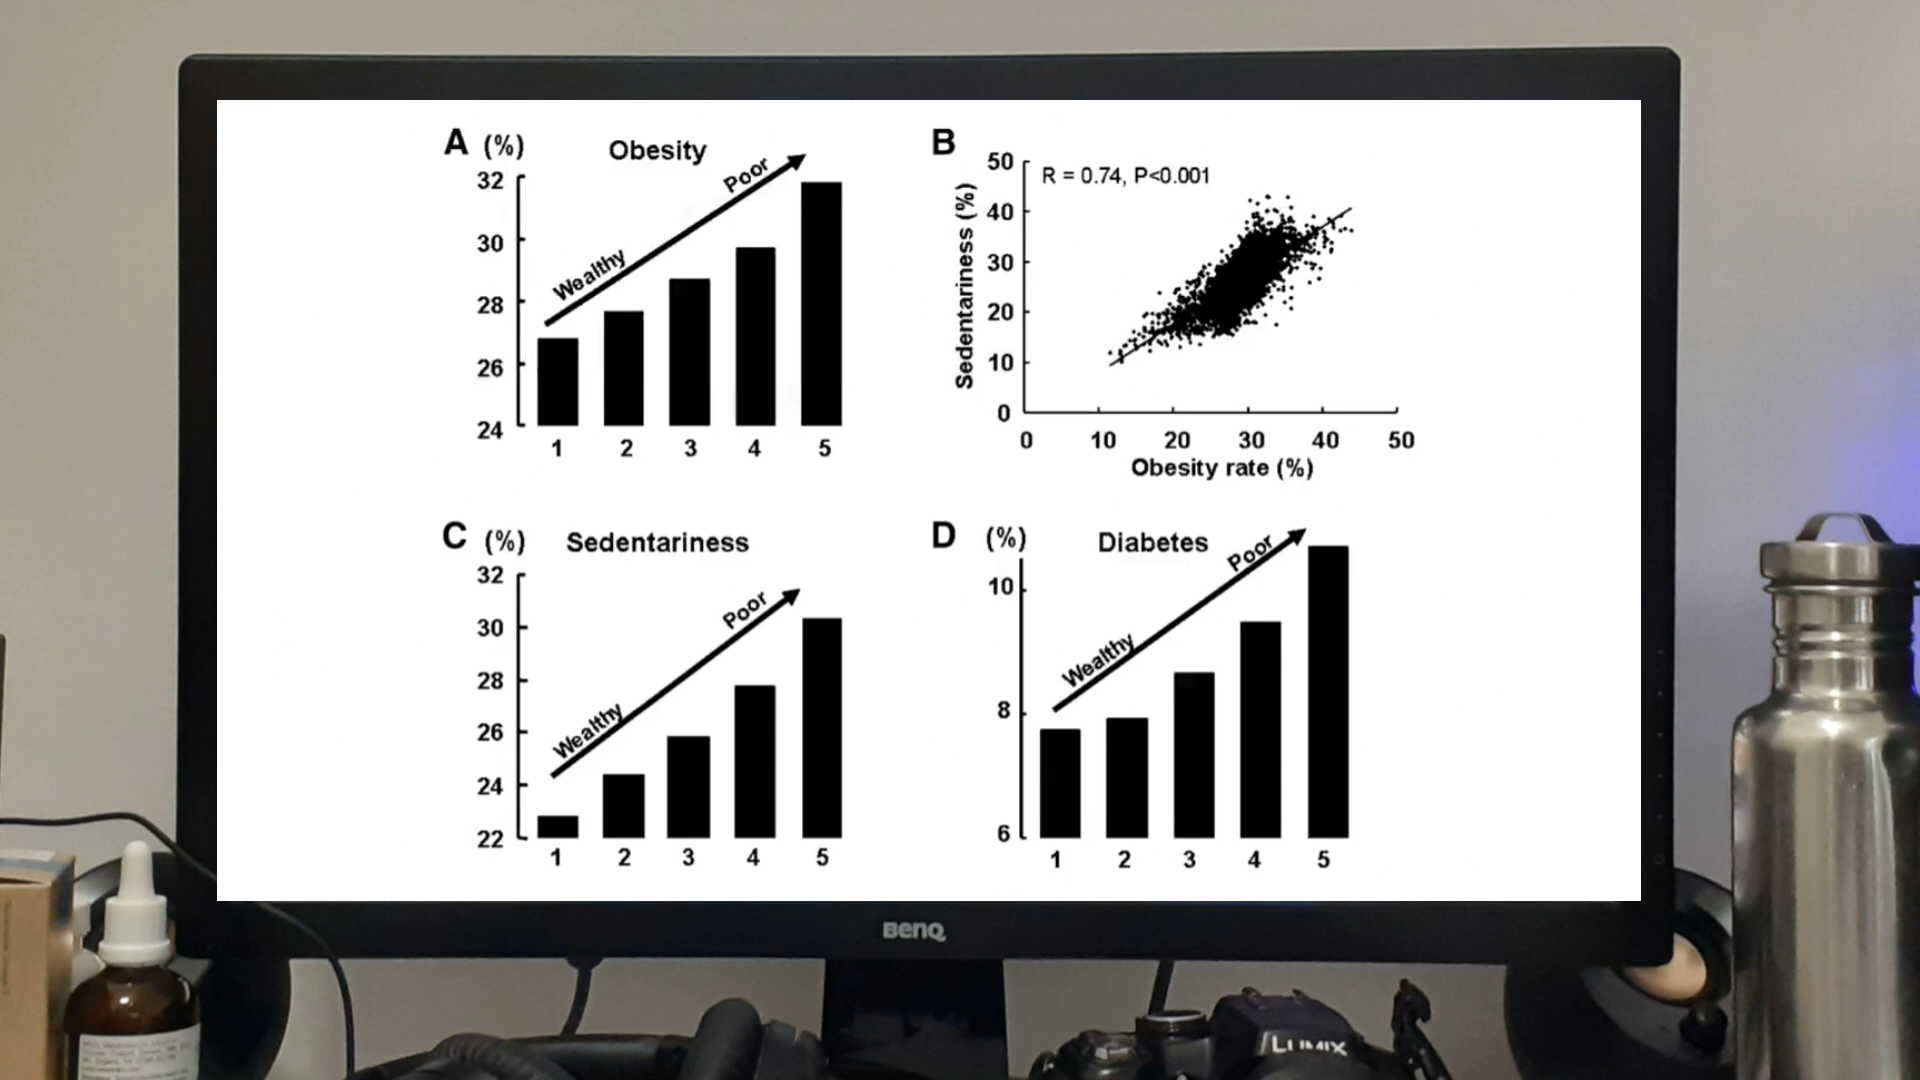 A (%) Obesity
32
30
28
26
24
Wealthy
Poor
1 2 3 4 5
B
R = 0.74, P<0.001
Sedentariness (%)
50
40
30
20
10
0
0 10 20 30 40 50
Obesity rate (%)
C (%) Sedentariness
32
30
28
26
24
22
Wealthy
Poor
1 2 3 4 5
D (%) Diabetes
10
8
6
Wealthy
Poor
1 2 3 4 5
BenQ
LUMIX